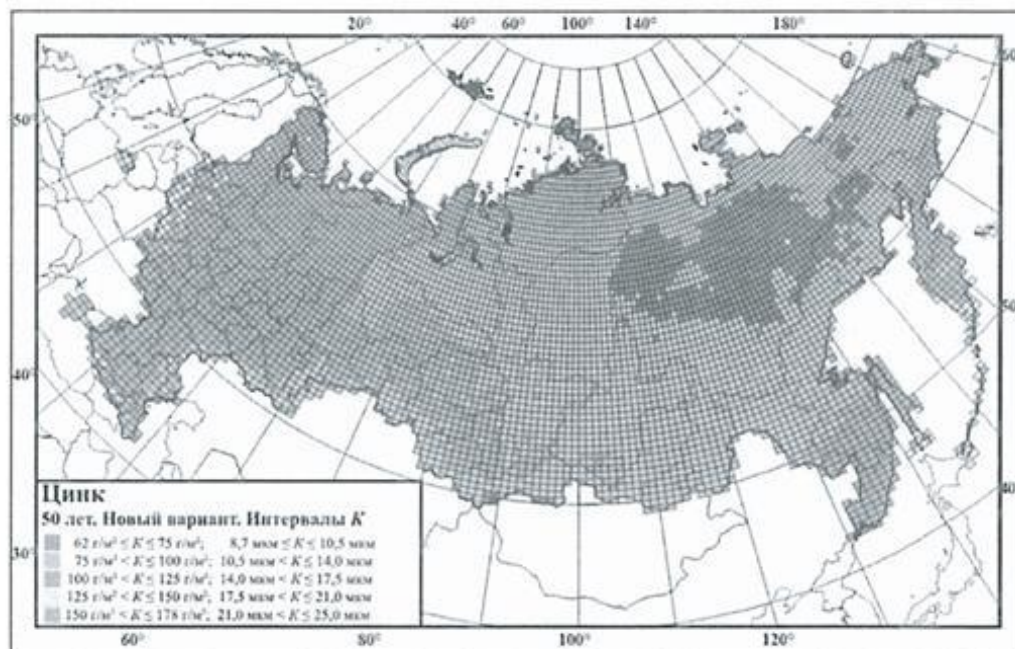 20° 40° 60° 100° 140° 180°
50°
40°
30°
50
40
60° 80° 100° 120°
Цинк
50 лет. Новый вариант. Интервалы К
62 г/м² ≤ К ≤ 75 г/м²; 8,7 мкм ≤ К ≤ 10,5 мкм
75 г/м² < К ≤ 100 г/м²; 10,5 мкм < К ≤ 14,0 мкм
100 г/м² < К ≤ 125 г/м²; 14,0 мкм < К ≤ 17,5 мкм
125 г/м² < К ≤ 150 г/м²; 17,5 мкм < К ≤ 21,0 мкм
150 г/м² < К ≤ 178 г/м²; 21,0 мкм < К ≤ 25,0 мкм